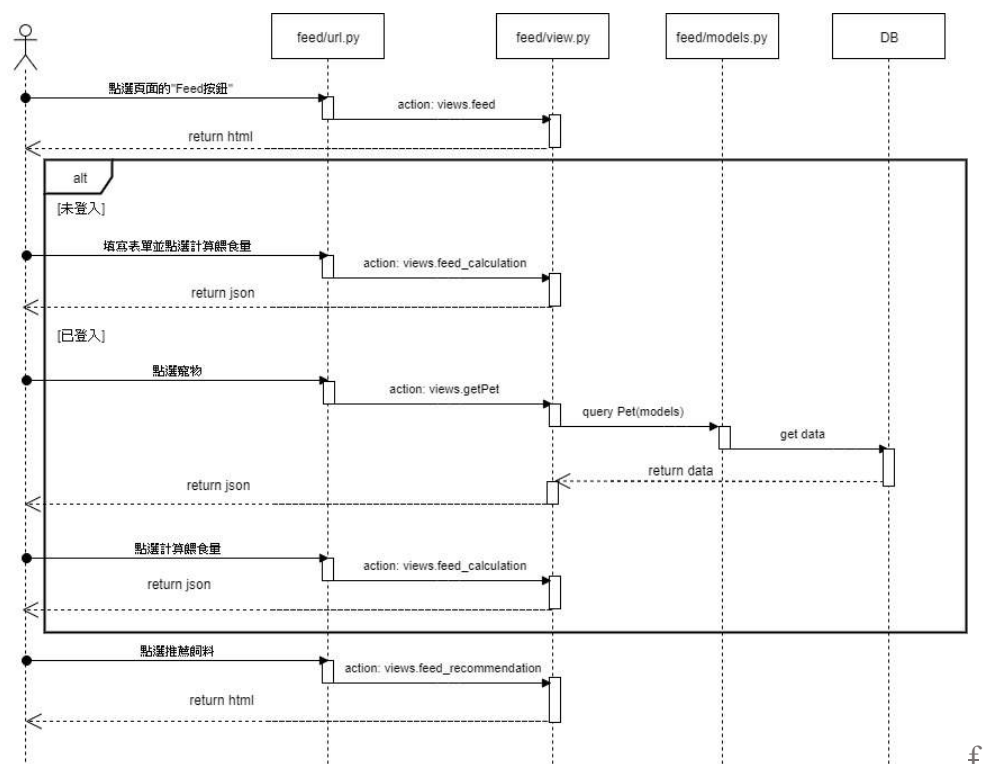 feed/url.py
feed/view.py
feed/models.py
DB
點選頁面的"Feed按鈕"
action: views.feed
return html
alt
[未登入]
填寫表單並點選計算餵食量
action: views.feed_calculation
return json
[已登入]
點選寵物
action: views.getPet
query Pet(models)
get data
return data
return json
點選計算餵食量
action: views.feed_calculation
return json
點選推薦飼料
action: views.feed_recommendation
return html